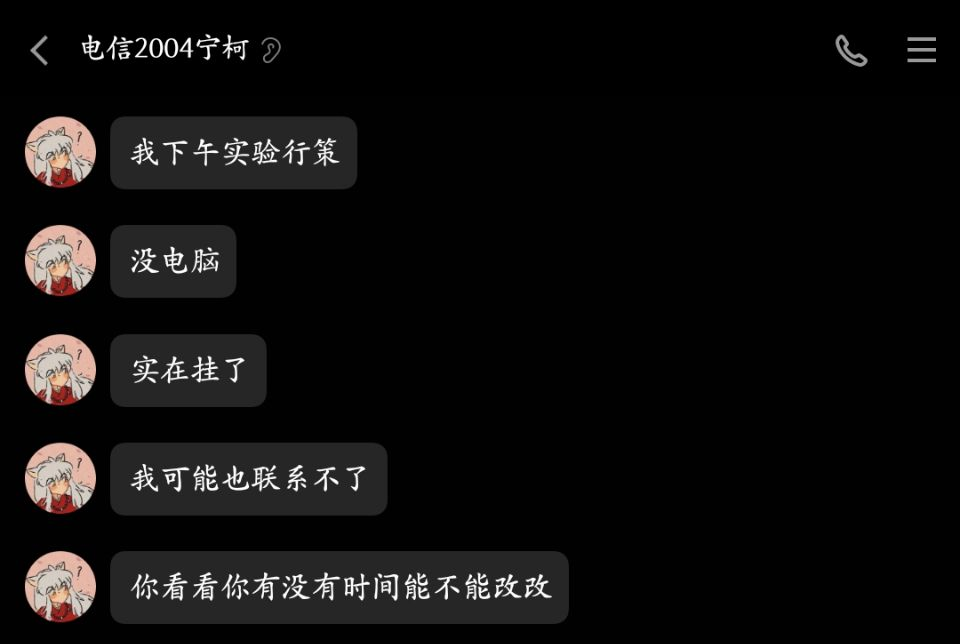 电信2004宁柯
我下午实验行策
没电脑
实在挂了
我可能也联系不了
你看看你有没有时间能不能改改